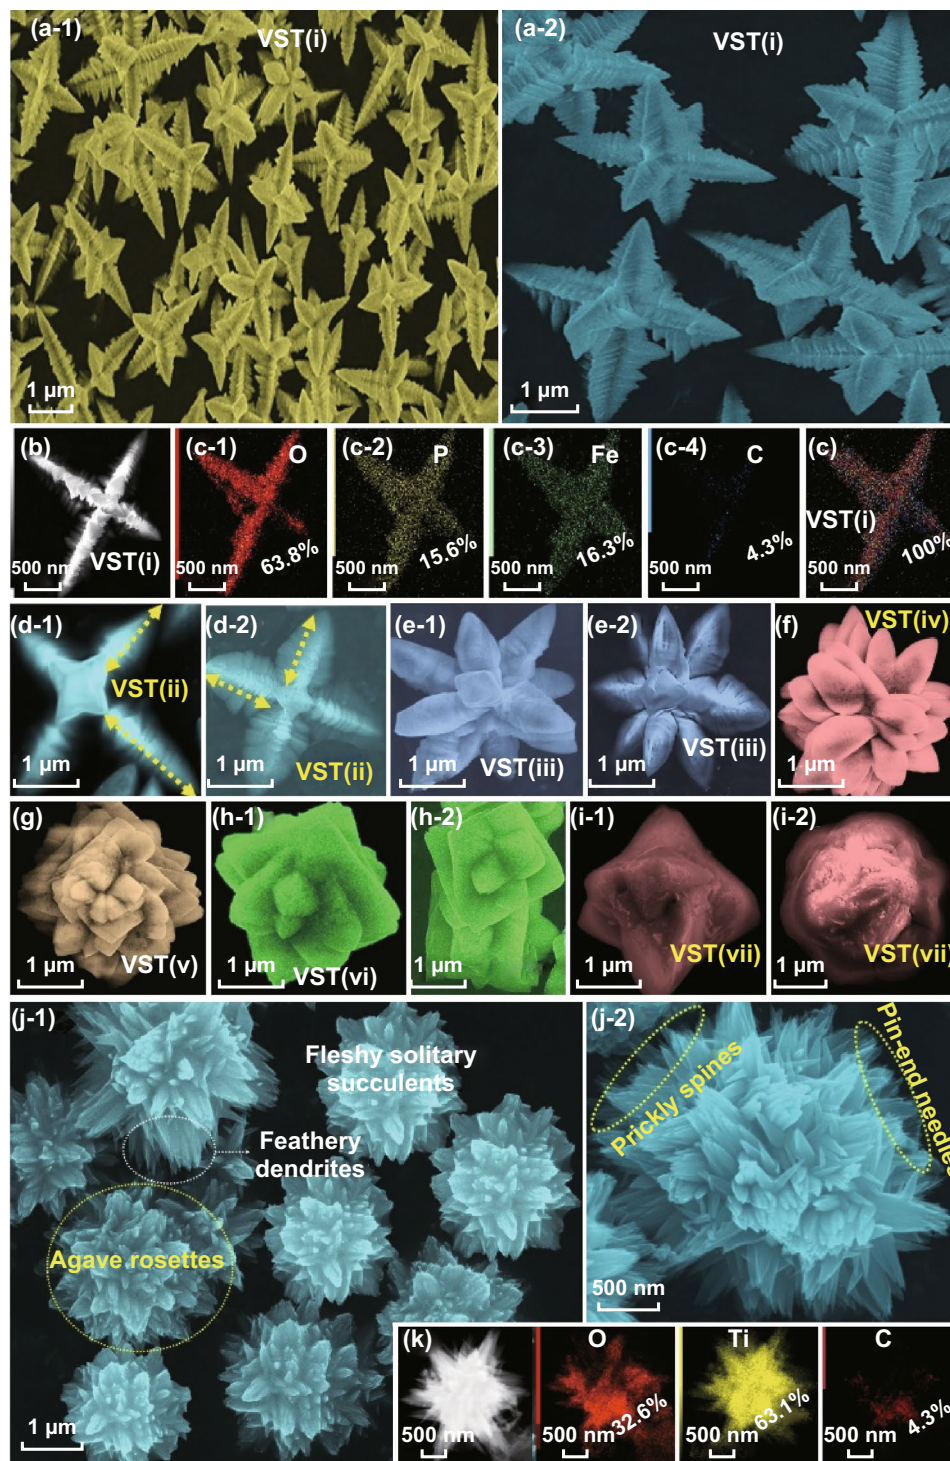 (a-1)
VST(i)
1 µm
(a-2)
VST(i)
1 µm
(b)
VST(i)
500 nm
(c-1)
O
63.8%
500 nm
(c-2)
P
15.6%
500 nm
(c-3)
Fe
16.3%
500 nm
(c-4)
C
4.3%
500 nm
(c)
VST(i)
100%
500 nm
(d-1)
VST(ii)
1 µm
(d-2)
VST(ii)
1 µm
(e-1)
VST(iii)
1 µm
(e-2)
VST(iii)
1 µm
(f)
VST(iv)
1 µm
(g)
VST(v)
1 µm
(h-1)
VST(vi)
1 µm
(h-2)
1 µm
(i-1)
VST(vii)
1 µm
(i-2)
VST(vii)
1 µm
(j-1)
Fleshy solitary
succulents
Feathery
dendrites
Agave rosettes
1 µm
(j-2)
Prickly spines
Pin-end needles
500 nm
(k)
500 nm
O
32.6%
500 nm
Ti
63.1%
500 nm
C
4.3%
500 nm